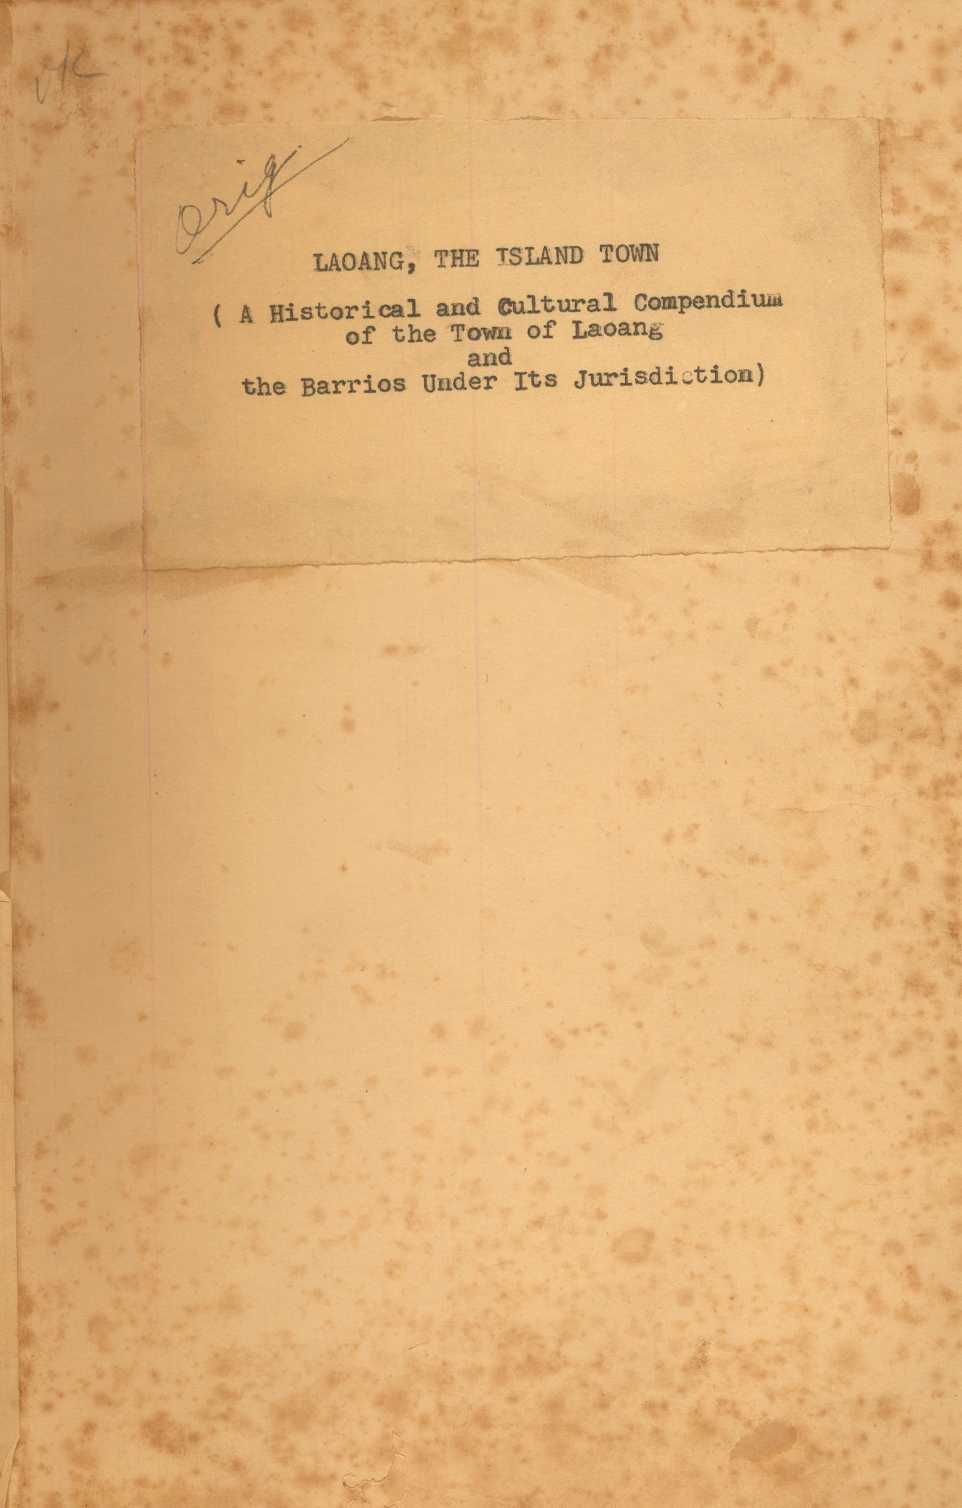 orig
LAOANG, THE ISLAND TOWN
( A Historical and Cultural Compendium
of the Town of Laoang
and
the Barrios Under Its Jurisdiction)